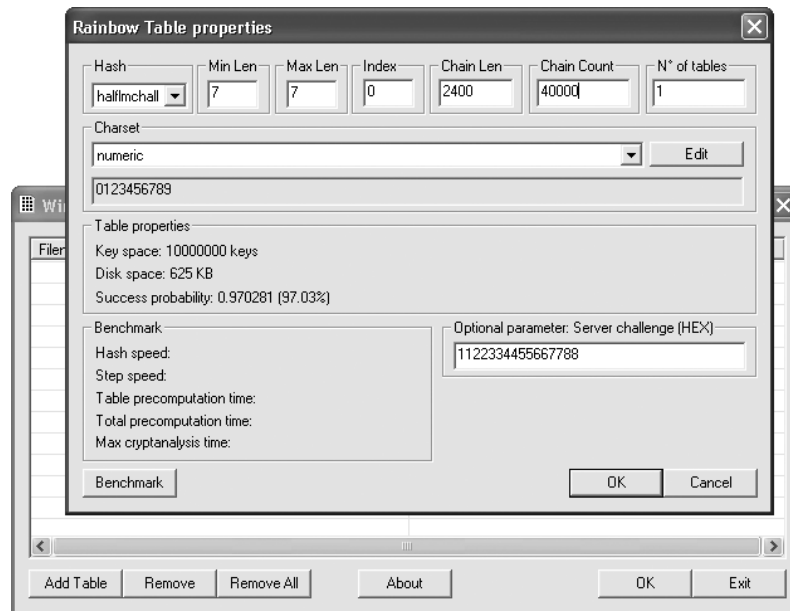 Rainbow Table properties
Hash
Min Len
Max Len
Index
Chain Len
Chain Count
N° of tables
halflmchall
7
7
0
2400
40000
1
Charset
numeric
Edit
0123456789
Table properties
Key space: 10000000 keys
Disk space: 625 KB
Success probability: 0.970281 (97.03%)
Benchmark
Hash speed:
Step speed:
Table precomputation time:
Total precomputation time:
Max cryptanalysis time:
Optional parameter: Server challenge (HEX)
1122334455667788
Benchmark
OK
Cancel
Add Table
Remove
Remove All
About
OK
Exit